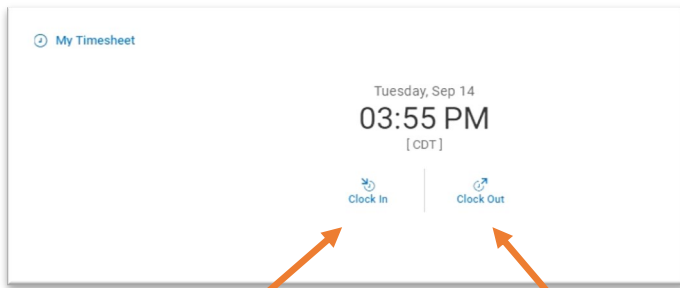 My Timesheet
Tuesday, Sep 14
03:55 PM
[ CDT ]
Clock In
Clock Out